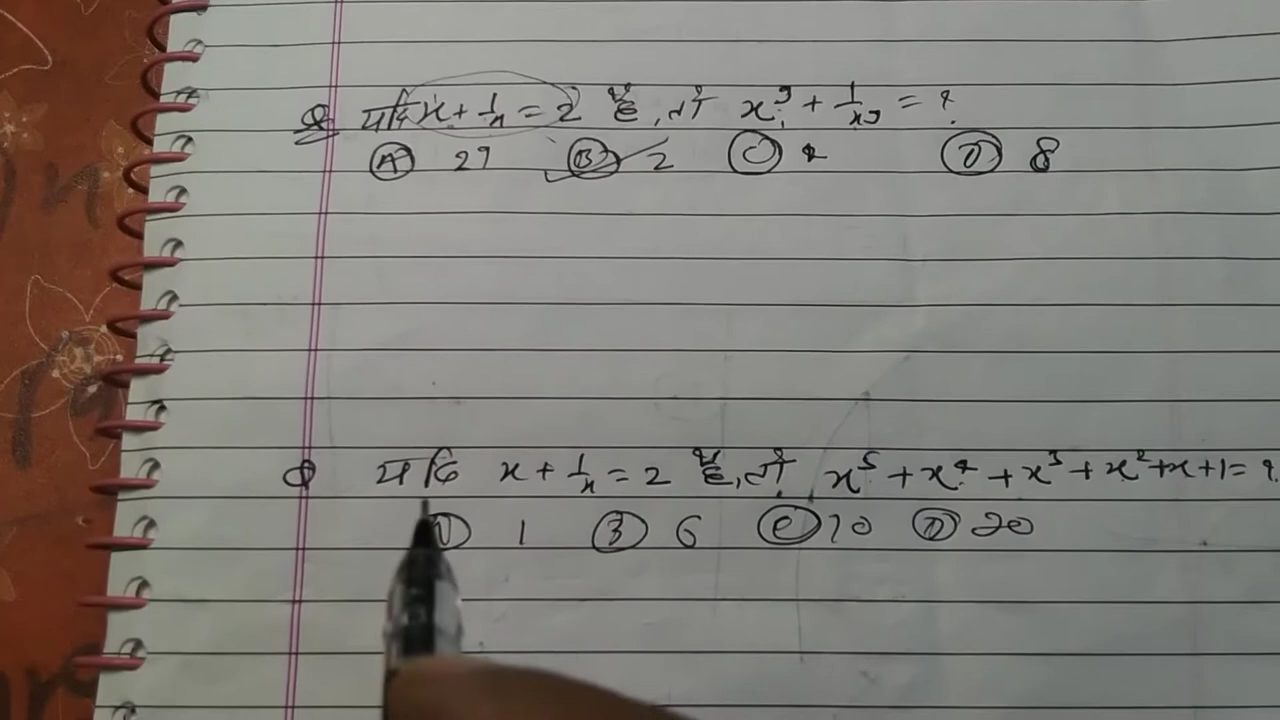 Q यदि x + 1/x = 2 है, तो x⁹ + 1/x⁹ = ?
(A) 27 (B) 2 (C) 4 (D) 8
Q यदि x + 1/x = 2 है, तो x⁵ + x⁴ + x³ + x² + x + 1 = ?
1 (B) 6 (C) 10 (D) 20